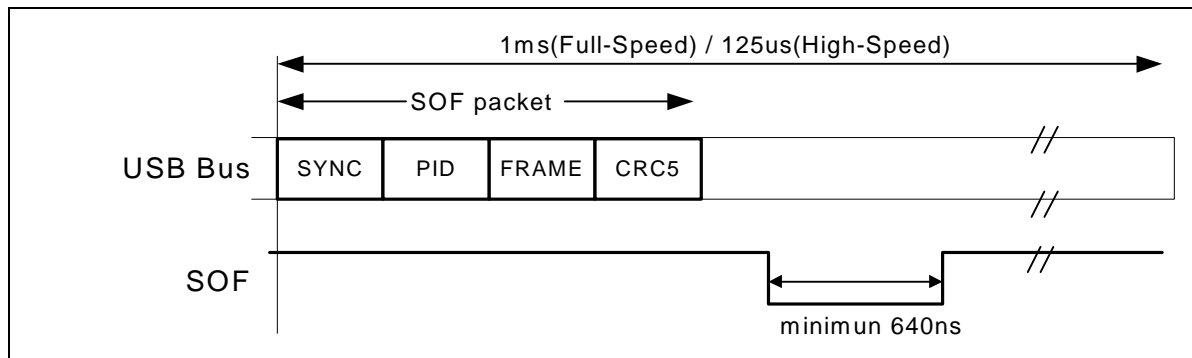 1ms(Full-Speed) / 125us(High-Speed)
SOF packet
USB Bus
SYNC
PID
FRAME
CRC5
SOF
minimun 640ns